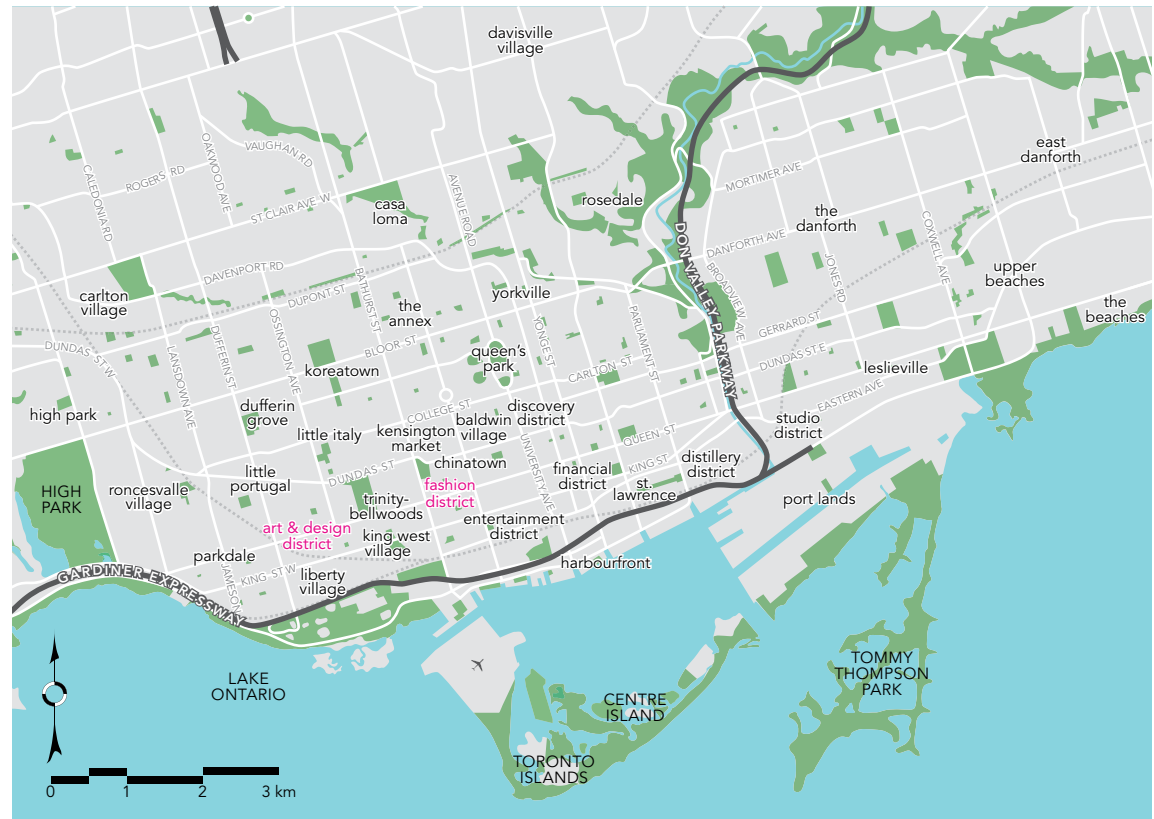 davisville
village
OAKWOOD AVE
VAUGHAN RD
east
danforth
ROGERS RD
CALEDONIA RD
MORTIMER AVE
AVENUE ROAD
ST CLAIR AVE W
casa
loma
rosedale
the
danforth
DANFORTH AVE
COXWELL AVE
DON VALLEY PARKWAY
DAVENPORT RD
BATHURST ST
BROADVIEW AVE
JONES RD
upper
beaches
carlton
village
DUPONT ST
the
annex
yorkville
the
beaches
OSSINGTON AVE
PARLIAMENT ST
YONGE ST
GERRARD ST
DUNDAS ST W
LANSDOWN AVE
DUFFERIN ST
BLOOR ST
queen's
park
koreatown
CARLTON ST
DUNDAS ST E
leslieville
EASTERN AVE
high park
dufferin
grove
COLLEGE ST
discovery
district
baldwin
village
kensington
market
little italy
studio
district
QUEEN ST
UNIVERSITY AVE
chinatown
KING ST
distillery
district
DUNDAS ST
little
portugal
financial
district
st.
lawrence
fashion
district
HIGH
PARK
roncesvalle
village
trinity-
bellwoods
port lands
entertainment
district
art & design
district
king west
village
parkdale
harbourfront
KING ST W
JAMESON
liberty
village
GARDINER EXPRESSWAY
LAKE
ONTARIO
TOMMY
THOMPSON
PARK
CENTRE
ISLAND
TORONTO
ISLANDS
0 1 2 3 km